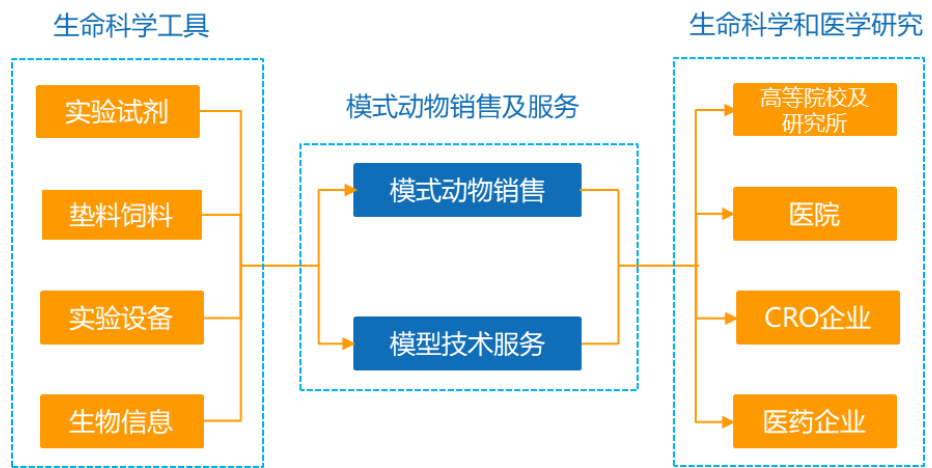 生命科学工具
实验试剂
垫料饲料
实验设备
生物信息
模式动物销售及服务
模式动物销售
模型技术服务
生命科学和医学研究
高等院校及
研究所
医院
CRO企业
医药企业